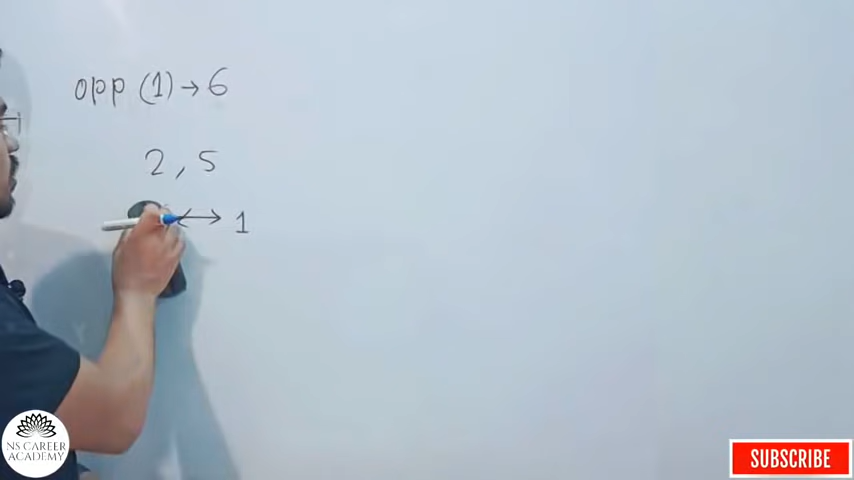 opp (1) → 6
2, 5
↔ 1
NS CAREER
ACADEMY
SUBSCRIBE